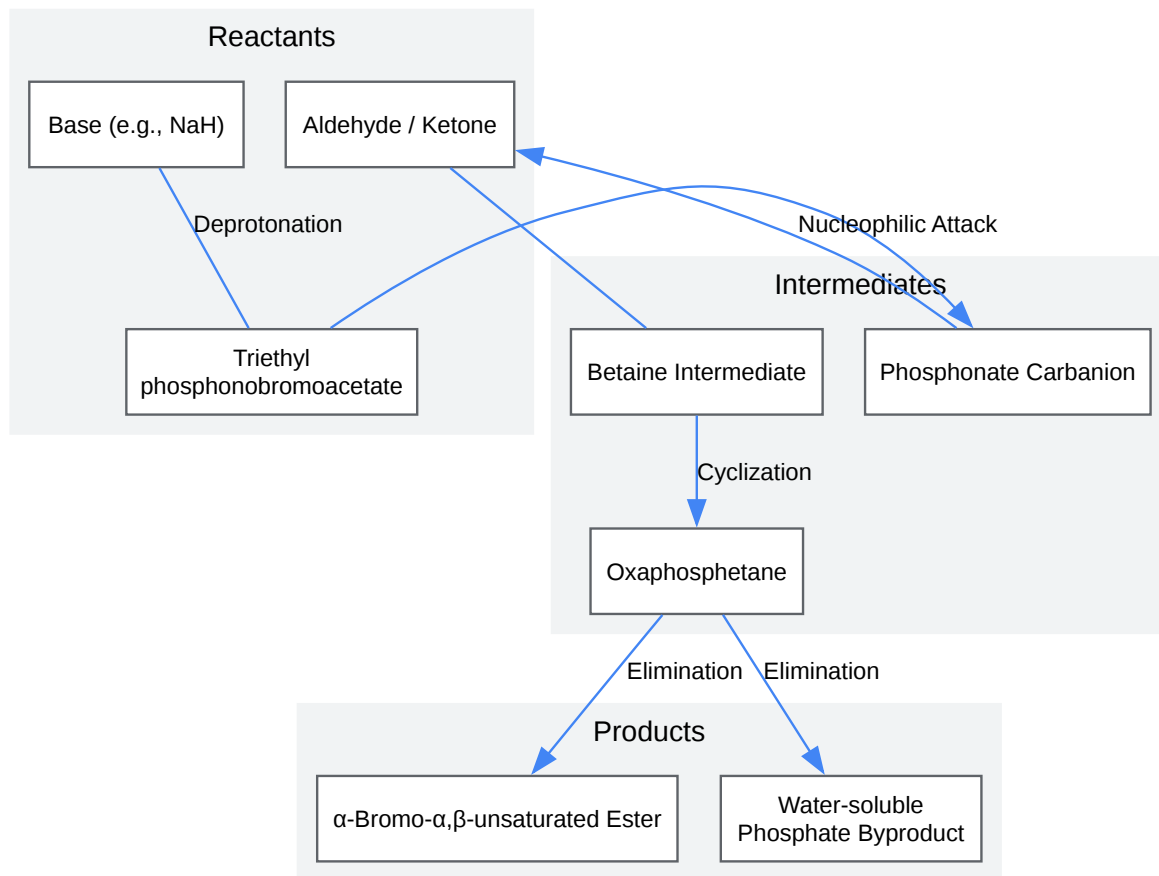 Reactants
Base (e.g., NaH)
Aldehyde / Ketone
Deprotonation
Nucleophilic Attack
Intermediates
Triethyl
phosphonobromoacetate
Betaine Intermediate
Phosphonate Carbanion
Cyclization
Oxaphosphetane
Elimination
Elimination
Products
α-Bromo-α,β-unsaturated Ester
Water-soluble
Phosphate Byproduct